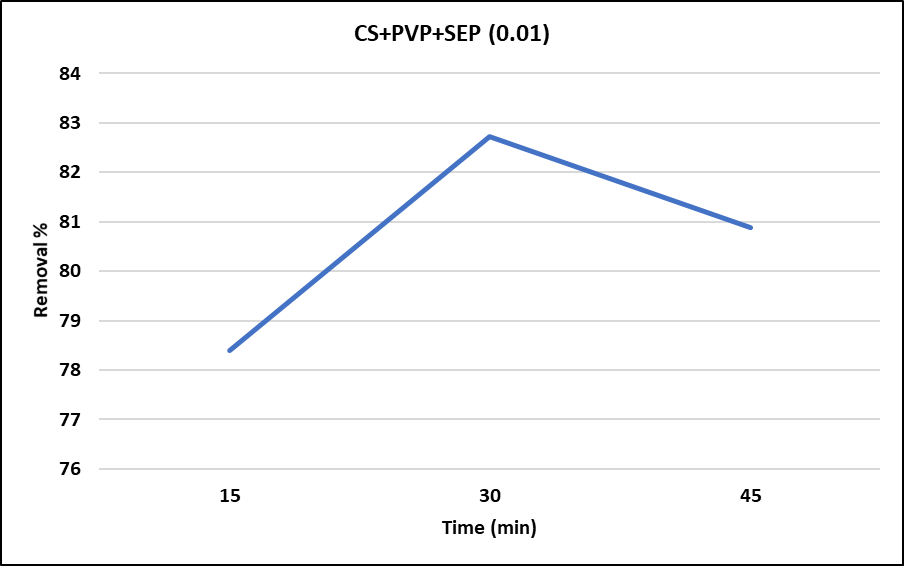 CS+PVP+SEP (0.01)
84
83
82
81
80
79
78
77
76
Removal %
15 30 45
Time (min)